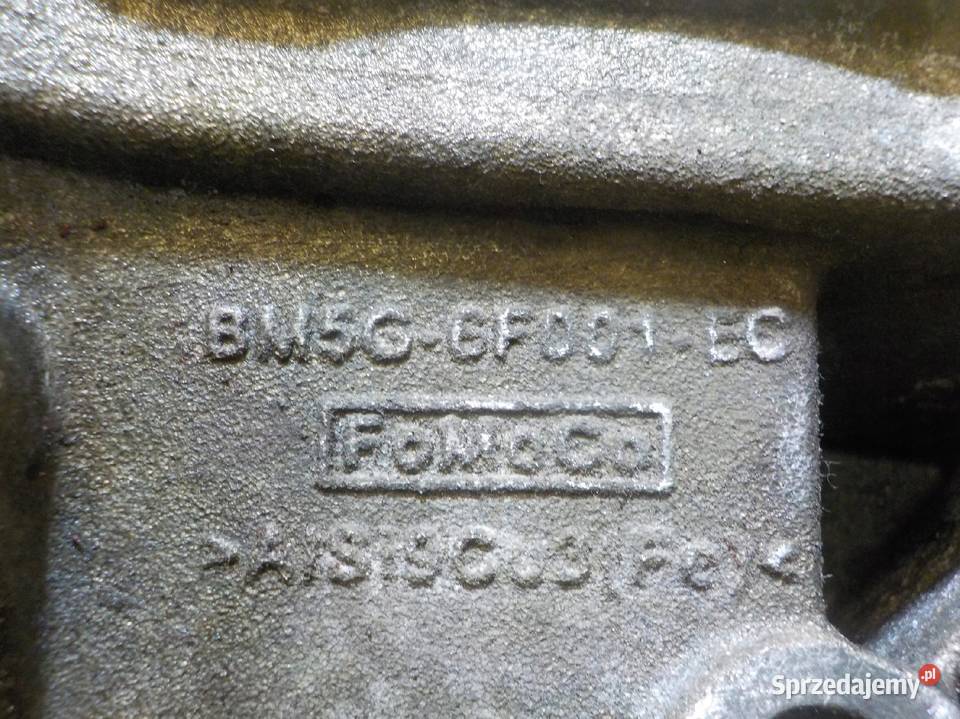 BM5G-6F001-EC
FoMoCo
>AlSi9Cu3(Fe)<
Sprzedajemy.pl